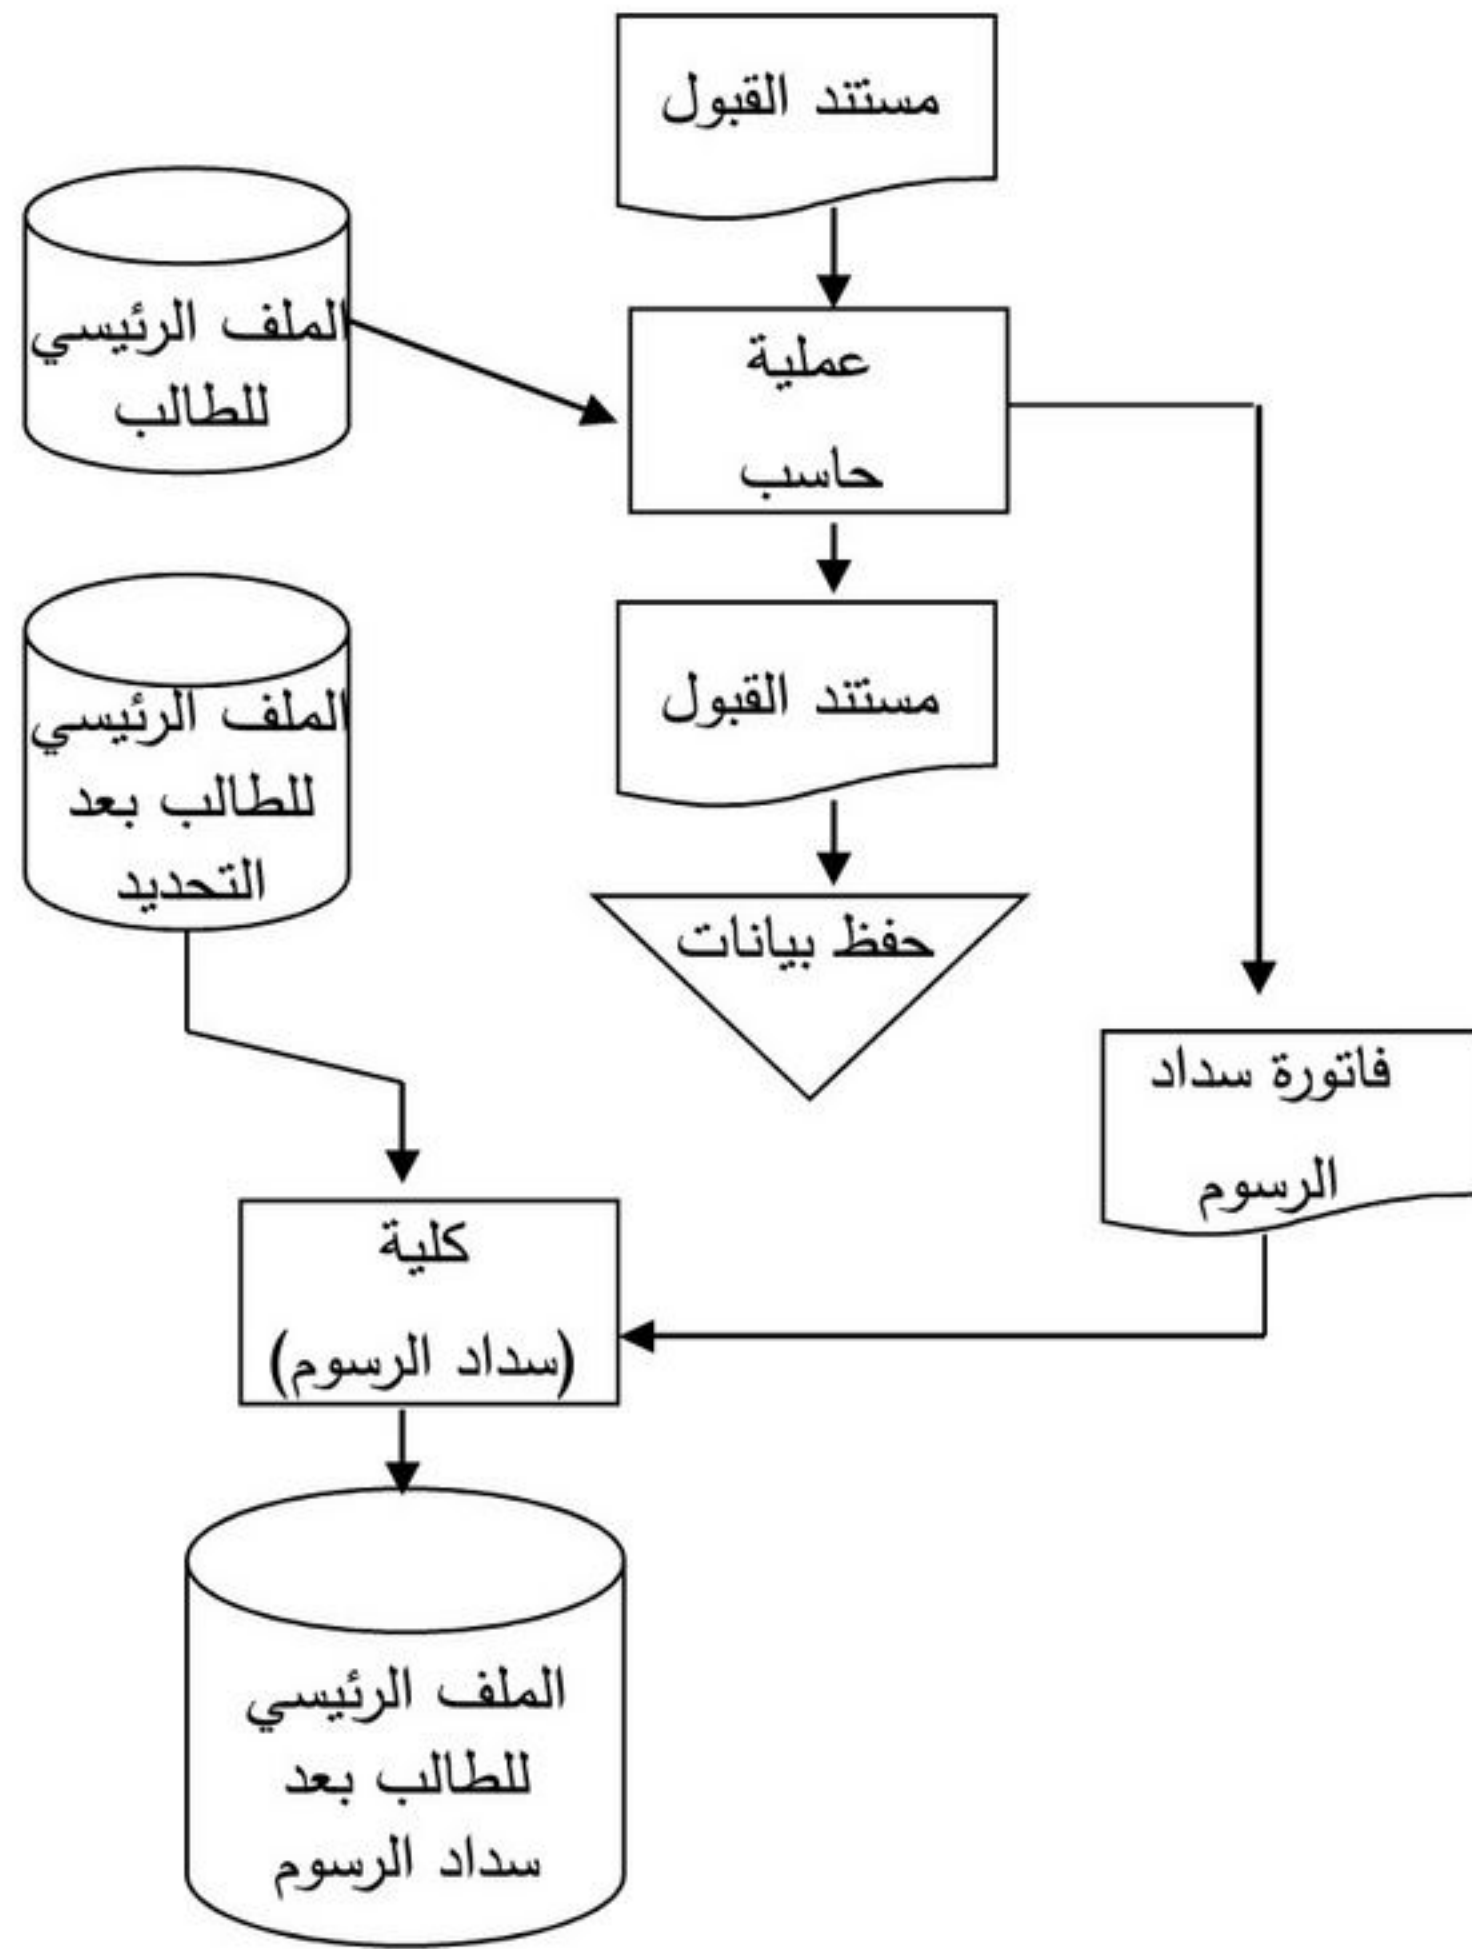 مستند القبول
الملف الرئيسي
للطالب
عملية
حاسب
الملف الرئيسي
للطالب بعد
التحديد
مستند القبول
حفظ بيانات
فاتورة سداد
الرسوم
كلية
(سداد الرسوم)
الملف الرئيسي
للطالب بعد
سداد الرسوم